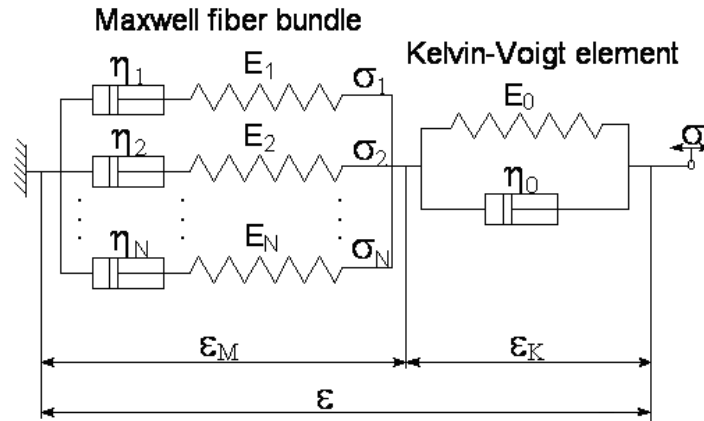 Maxwell fiber bundle
Kelvin-Voigt element
η1 E1 σ1
E0
η2 E2 σ2
σ
η0
ηN EN σN
εM εK
ε